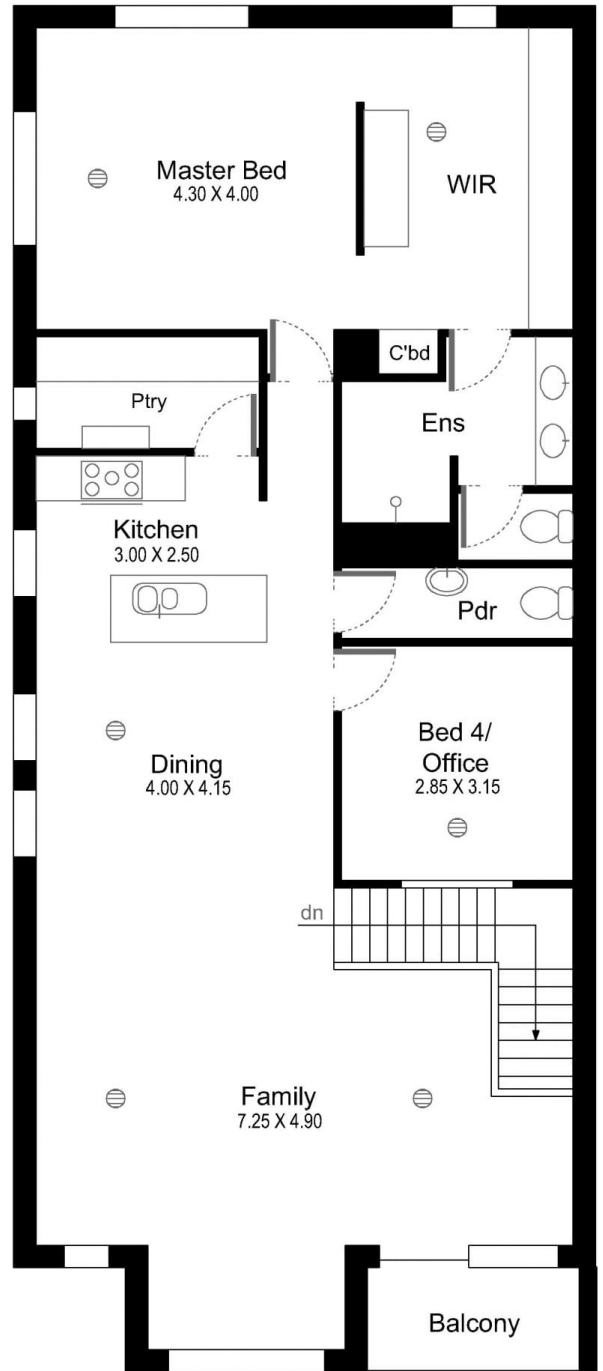 Master Bed
4.30 X 4.00
WIR
C'bd
Ptry
Ens
Kitchen
3.00 X 2.50
Pdr
Bed 4/
Office
2.85 X 3.15
Dining
4.00 X 4.15
dn
Family
7.25 X 4.90
Balcony